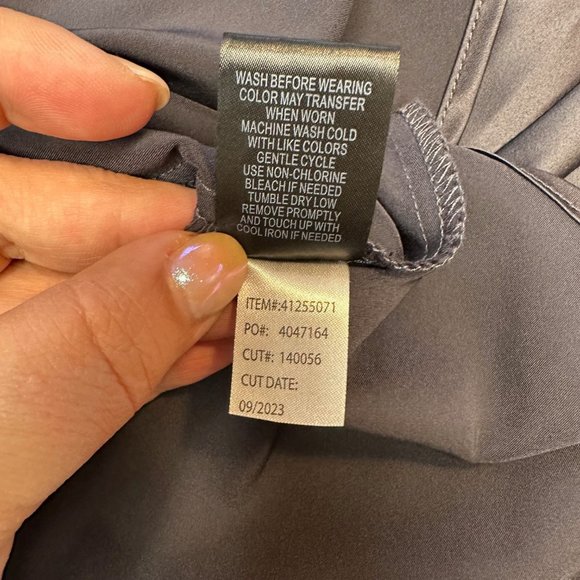 WASH BEFORE WEARING
COLOR MAY TRANSFER
WHEN WORN
MACHINE WASH COLD
WITH LIKE COLORS
GENTLE CYCLE
USE NON-CHLORINE
BLEACH IF NEEDED
TUMBLE DRY LOW
REMOVE PROMPTLY
AND TOUCH UP WITH
COOL IRON IF NEEDED
ITEM#:41255071
PO#: 4047164
CUT#: 140056
CUT DATE:
09/2023